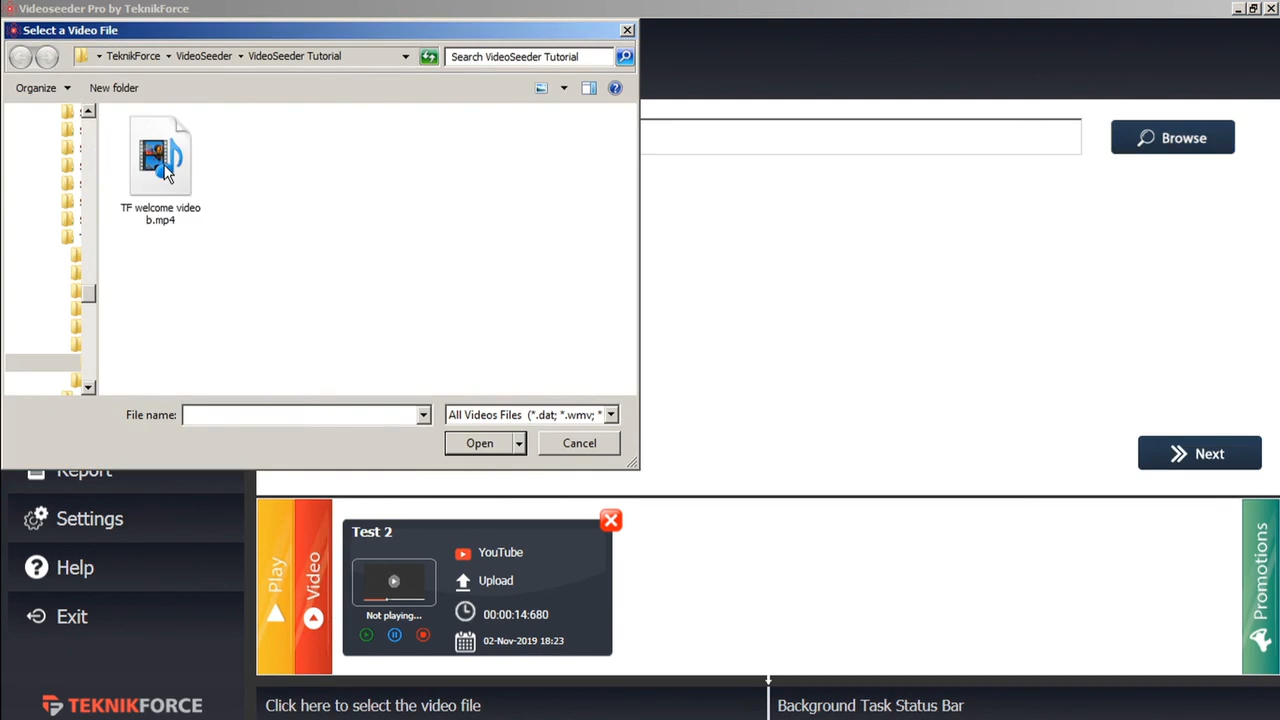 Videoseeder Pro by TeknikForce
Select a Video File
TeknikForce VideoSeeder VideoSeeder Tutorial
Search VideoSeeder Tutorial
Organize
New folder
TF welcome video
b.mp4
Browse
File name:
All Videos Files (*.dat; *.wmv; *
Open
Cancel
Next
Report
Settings
Help
Exit
Play
Video
Test 2
Not playing...
YouTube
Upload
00:00:14:680
02-Nov-2019 18:23
Promotions
TEKNIKFORCE
Click here to select the video file
Background Task Status Bar